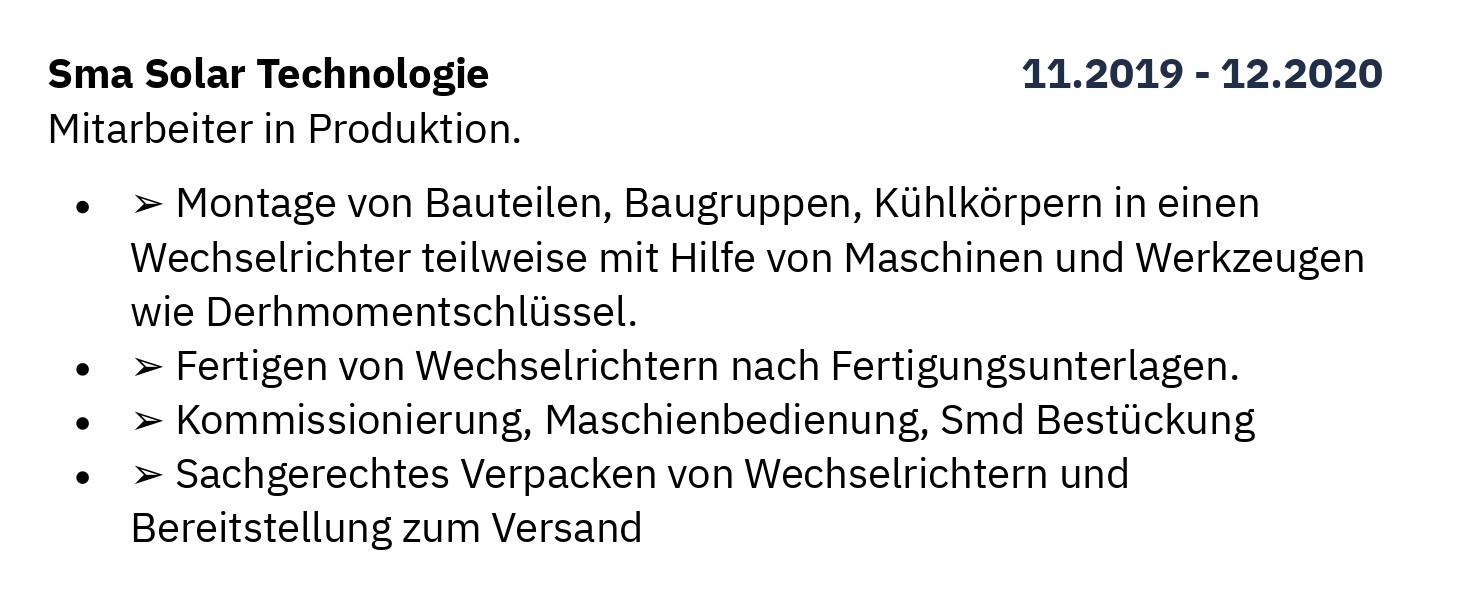 Sma Solar Technologie 11.2019 - 12.2020
Mitarbeiter in Produktion.
• ➢ Montage von Bauteilen, Baugruppen, Kühlkörpern in einen
Wechselrichter teilweise mit Hilfe von Maschinen und Werkzeugen
wie Derhmomentschlüssel.
• ➢ Fertigen von Wechselrichtern nach Fertigungsunterlagen.
• ➢ Kommissionierung, Maschienbedienung, Smd Bestückung
• ➢ Sachgerechtes Verpacken von Wechselrichtern und
Bereitstellung zum Versand